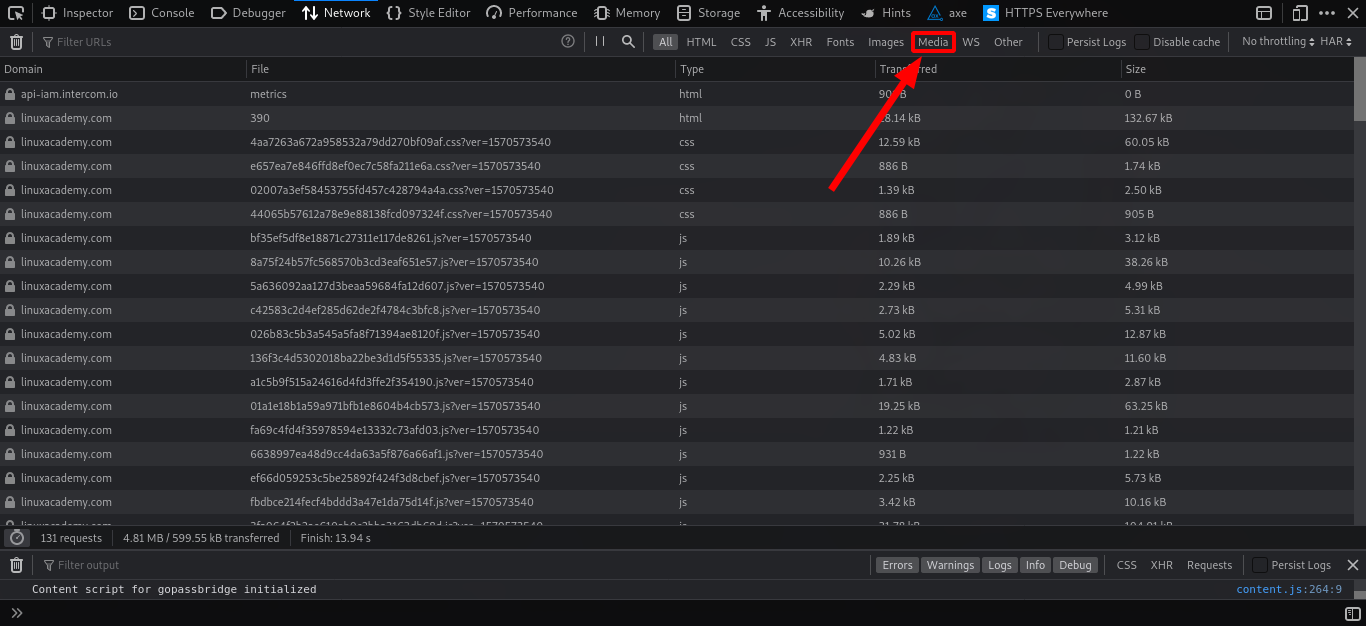 Inspector Console Debugger Network Style Editor Performance Memory Storage Accessibility Hints axe HTTPS Everywhere
Filter URLs All HTML CSS JS XHR Fonts Images Media WS Other Persist Logs Disable cache No throttling HAR
Domain File Type Transferred Size
api-iam.intercom.io metrics html B 0 B
linuxacademy.com 390 html 28.14 kB 132.67 kB
linuxacademy.com 4aa7263a672a958532a79dd270bf09af.css?ver=1570573540 css 12.59 kB 60.05 kB
linuxacademy.com e657ea7e846ffd8ef0ec7c58fa211e6a.css?ver=1570573540 css 886 B 1.74 kB
linuxacademy.com 02007a3ef58453755fd457c428794a4a.css?ver=1570573540 css 1.39 kB 2.50 kB
linuxacademy.com 44065b57612a78e9e88138fcd097324f.css?ver=1570573540 css 886 B 905 B
linuxacademy.com bf35ef5df8e18871c27311e117de8261.js?ver=1570573540 js 1.89 kB 3.12 kB
linuxacademy.com 8a75f24b57fc568570b3cd3eaf651e57.js?ver=1570573540 js 10.26 kB 38.26 kB
linuxacademy.com 5a636092aa127d3beaa59684fa12d607.js?ver=1570573540 js 2.29 kB 4.99 kB
linuxacademy.com c42583c2d4ef285d62de2f4784c3bfc8.js?ver=1570573540 js 2.73 kB 5.31 kB
linuxacademy.com 026b83c5b3a545a5fa8f71394ae8120f.js?ver=1570573540 js 5.02 kB 12.87 kB
linuxacademy.com 136f3c4d5302018ba22be3d1d5f55335.js?ver=1570573540 js 4.83 kB 11.60 kB
linuxacademy.com a1c5b9f515a24616d4fd3ffe2f354190.js?ver=1570573540 js 1.71 kB 2.87 kB
linuxacademy.com 01a1e18b1a59a971bfb1e8604b4cb573.js?ver=1570573540 js 19.25 kB 63.25 kB
linuxacademy.com fa69c4fd4f35978594e13332c73afd03.js?ver=1570573540 js 1.22 kB 1.21 kB
linuxacademy.com 6638997ea48d9cc4da63a5f876a66af1.js?ver=1570573540 js 931 B 1.22 kB
linuxacademy.com ef66d059253c5be25892f424f3d8cbef.js?ver=1570573540 js 2.25 kB 5.73 kB
linuxacademy.com fbdbce214fecf4bddd3a47e1da75d14f.js?ver=1570573540 js 3.42 kB 10.16 kB
131 requests 4.81 MB / 599.55 kB transferred Finish: 13.94 s
Filter output Errors Warnings Logs Info Debug CSS XHR Requests Persist Logs
Content script for gopassbridge initialized content.js:264:9